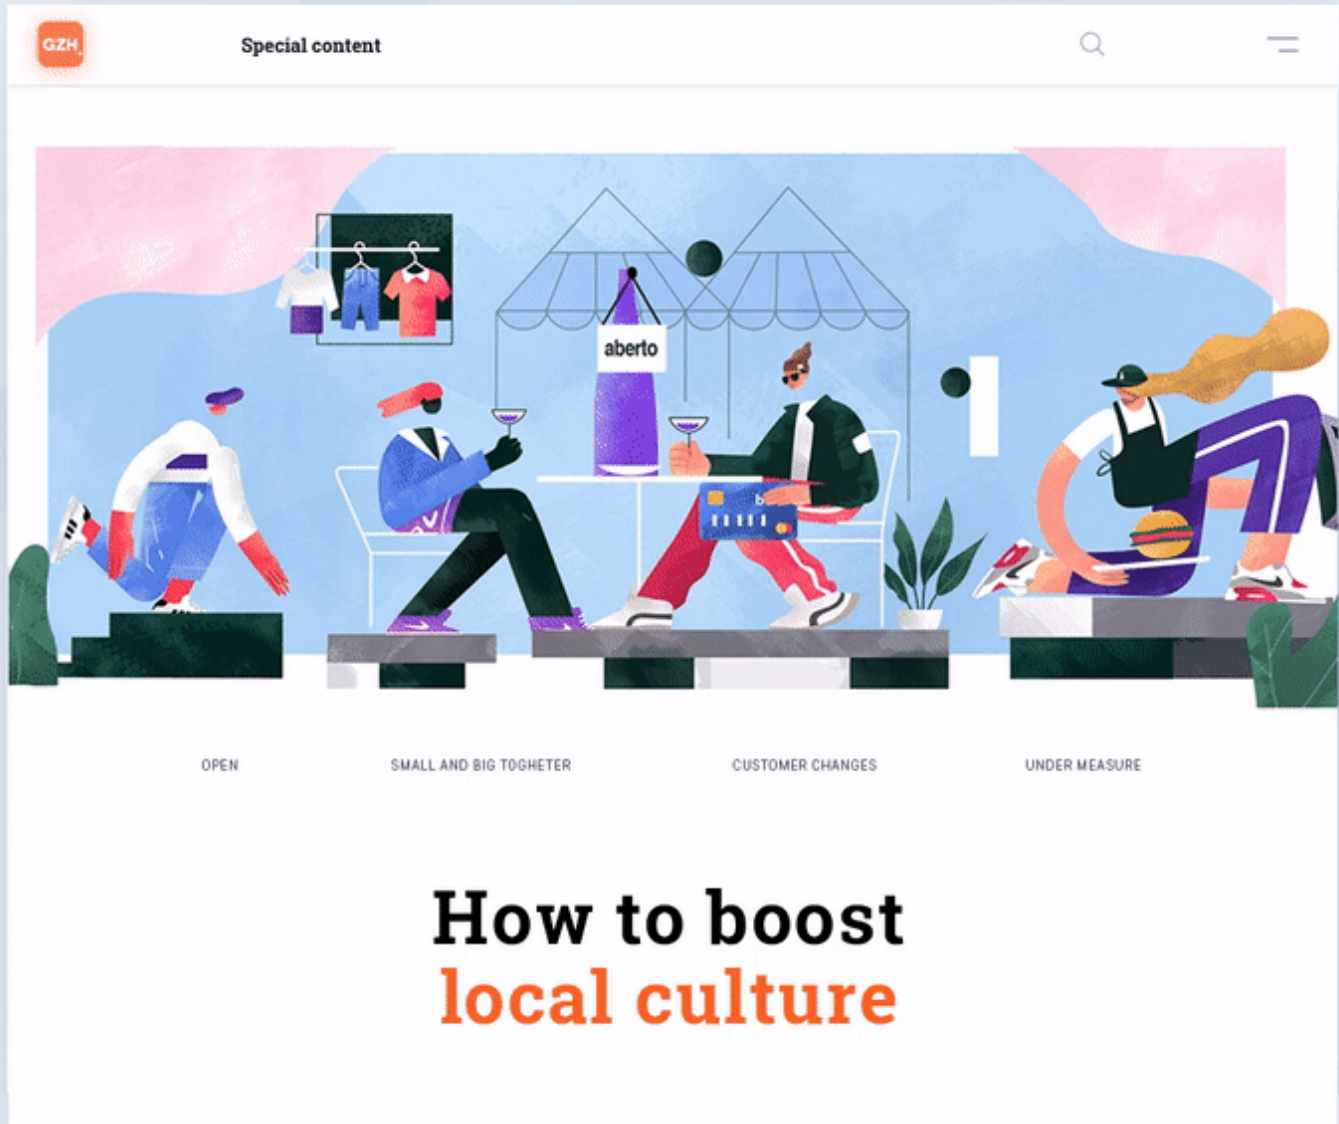 GZH
Special content
aberto
b
OPEN
SMALL AND BIG TOGHETER
CUSTOMER CHANGES
UNDER MEASURE
How to boost
local culture